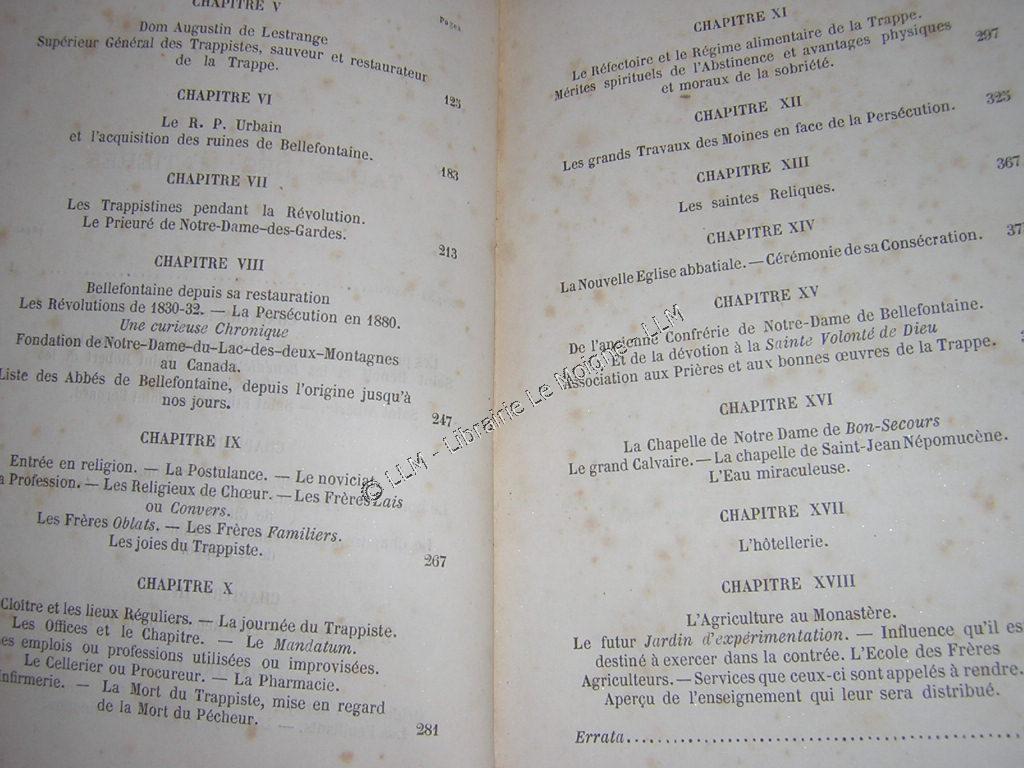 CHAPITRE V
Pages
Dom Augustin de Lestrange
Supérieur Général des Trappistes, sauveur et restaurateur
de la Trappe.
125
CHAPITRE VI
Le R. P. Urbain
et l'acquisition des ruines de Bellefontaine.
183
CHAPITRE VII
Les Trappistines pendant la Révolution.
Le Prieuré de Notre-Dame-des-Gardes.
213
CHAPITRE VIII
Bellefontaine depuis sa restauration
Les Révolutions de 1830-32. — La Persécution en 1880.
Une curieuse Chronique
Fondation de Notre-Dame-du-Lac-des-deux-Montagnes
au Canada.
Liste des Abbés de Bellefontaine, depuis l'origine jusqu'à
nos jours.
247
CHAPITRE IX
Entrée en religion. — La Postulance. — Le noviciat
La Profession. — Les Religieux de Chœur. — Les Frères Lais
ou Convers.
Les Frères Oblats. — Les Frères Familiers.
Les joies du Trappiste.
267
CHAPITRE X
Cloître et les lieux Réguliers. — La journée du Trappiste.
Les Offices et le Chapitre. — Le Mandatum.
emplois ou professions utilisées ou improvisées.
Le Cellerier ou Procureur. — La Pharmacie.
Infirmerie. — La Mort du Trappiste, mise en regard
de la Mort du Pécheur.
281
CHAPITRE XI
Le Réfectoire et le Régime alimentaire de la Trappe.
Mérites spirituels de l'Abstinence et avantages physiques
et moraux de la sobriété.
297
CHAPITRE XII
Les grands Travaux des Moines en face de la Persécution.
325
CHAPITRE XIII
Les saintes Reliques.
367
CHAPITRE XIV
La Nouvelle Eglise abbatiale. — Cérémonie de sa Consécration.
37
CHAPITRE XV
De l'ancienne Confrérie de Notre-Dame de Bellefontaine.
Et de la dévotion à la Sainte Volonté de Dieu
Association aux Prières et aux bonnes œuvres de la Trappe.
CHAPITRE XVI
La Chapelle de Notre Dame de Bon-Secours
Le grand Calvaire. — La chapelle de Saint-Jean Népomucène.
L'Eau miraculeuse.
CHAPITRE XVII
L'hôtellerie.
CHAPITRE XVIII
L'Agriculture au Monastère.
Le futur Jardin d'expérimentation. — Influence qu'il es
destiné à exercer dans la contrée. L'Ecole des Frères
Agriculteurs. — Services que ceux-ci sont appelés à rendre.
Aperçu de l'enseignement qui leur sera distribué.
Errata
© LLM - Librairie Le Moigne - LLM